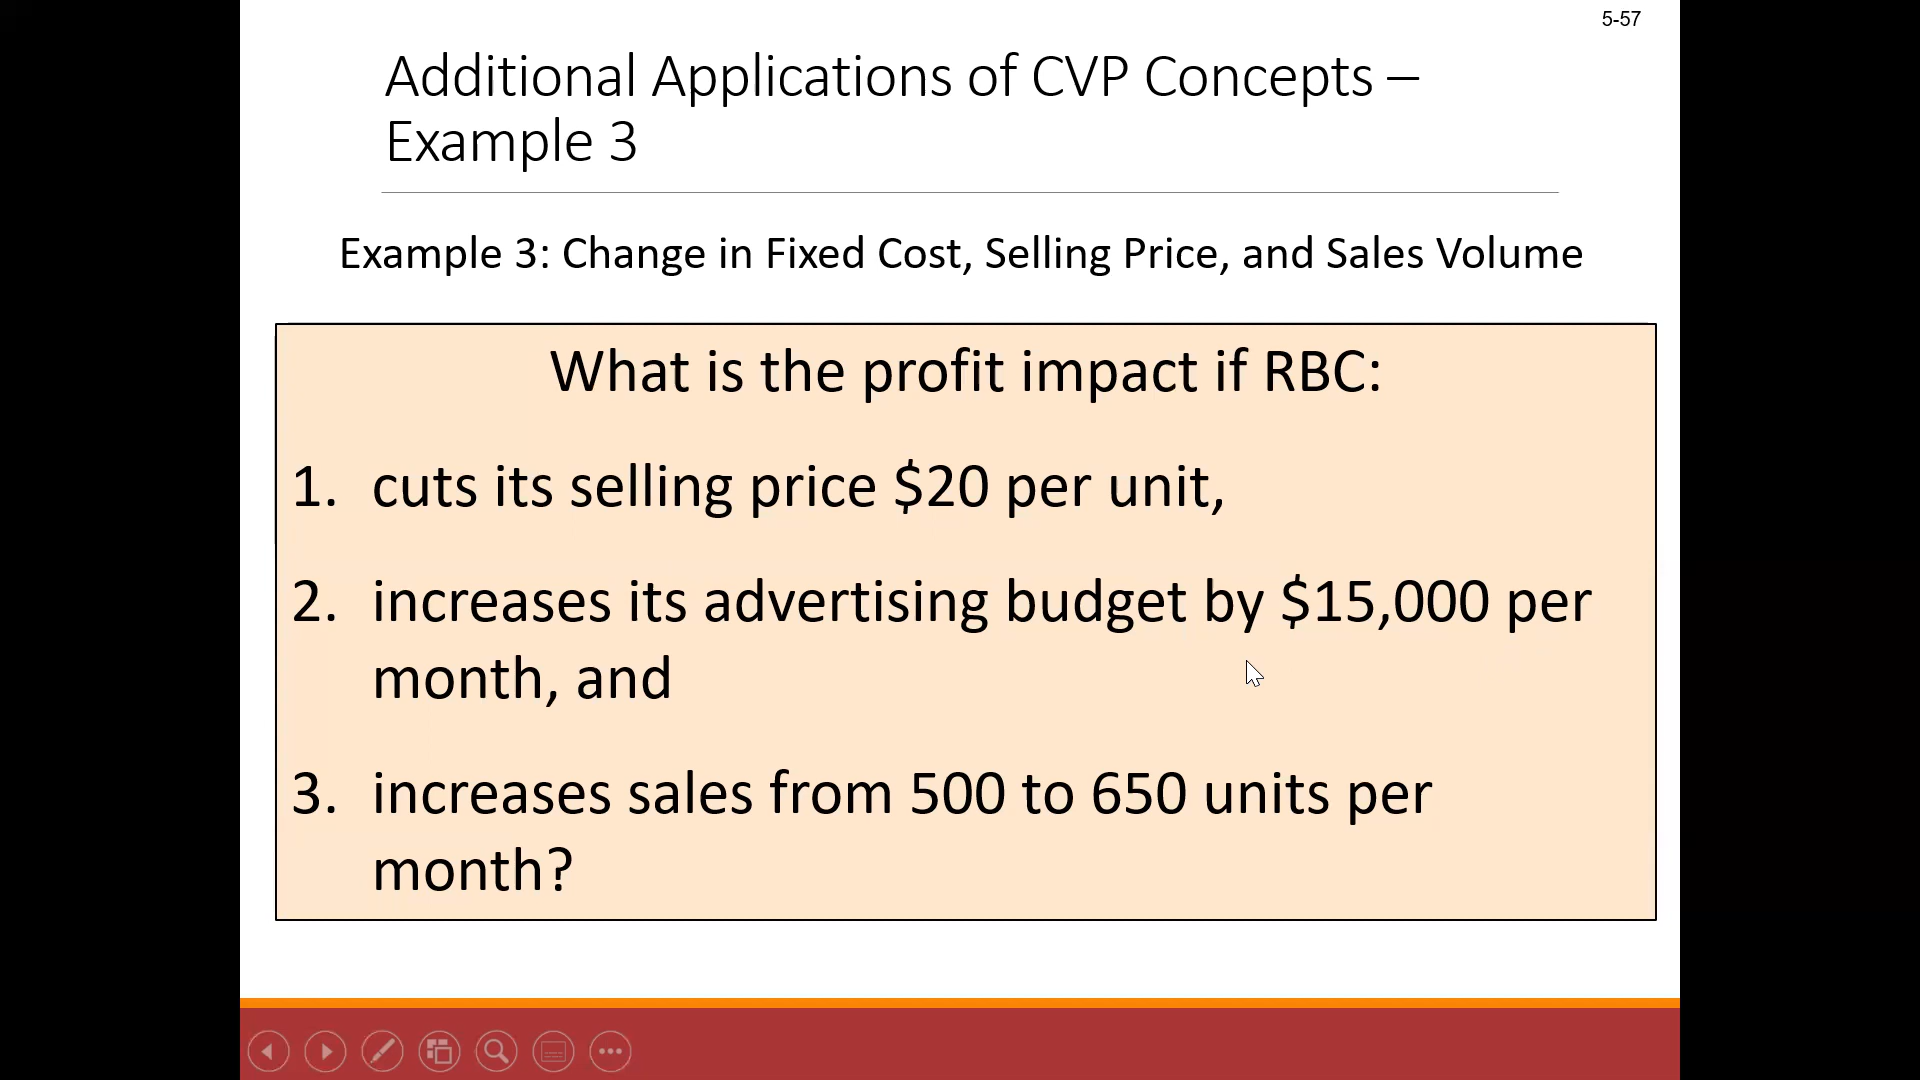 5-57
Additional Applications of CVP Concepts –
Example 3
Example 3: Change in Fixed Cost, Selling Price, and Sales Volume
What is the profit impact if RBC:
1. cuts its selling price $20 per unit,
2. increases its advertising budget by $15,000 per
month, and
3. increases sales from 500 to 650 units per
month?